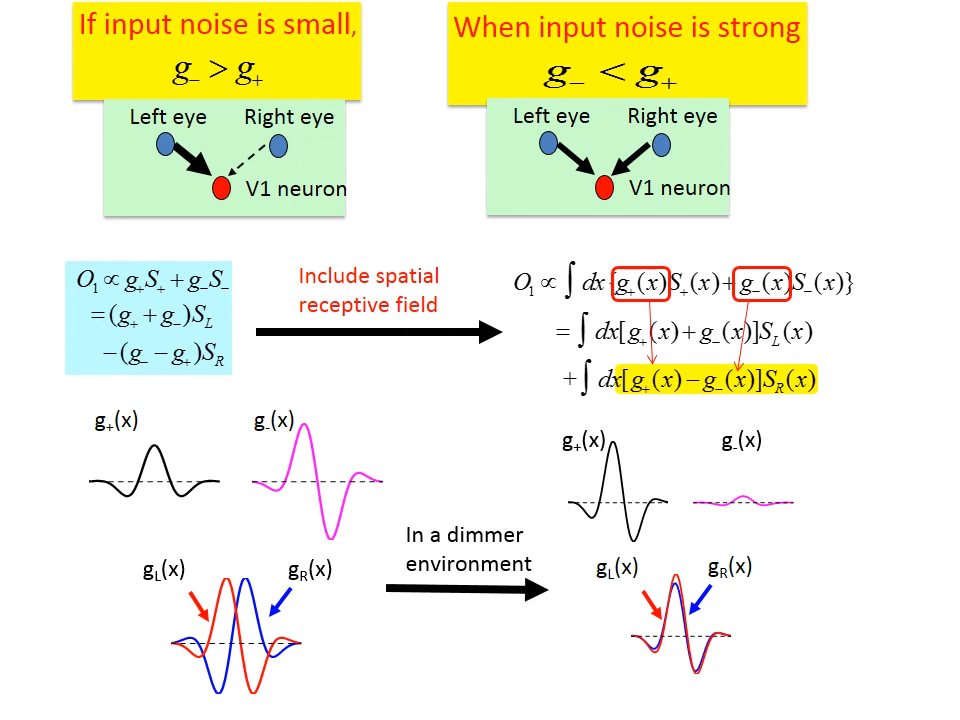 If input noise is small,
g₋ > g₊
Left eye Right eye
V1 neuron
When input noise is strong
g₋ < g₊
Left eye Right eye
V1 neuron
O₁ ∝ g₊S₊ + g₋S₋
= (g₊ + g₋)S_L
− (g₋ − g₊)S_R
Include spatial
receptive field
O₁ ∝ ∫ dx{g₊(x)S₊(x) + g₋(x)S₋(x)}
= ∫ dx[g₊(x) + g₋(x)]S_L(x)
+ ∫ dx[g₊(x) − g₋(x)]S_R(x)
g₊(x) g₋(x)
g₊(x) g₋(x)
In a dimmer
environment
g_L(x) g_R(x)
g_L(x) g_R(x)